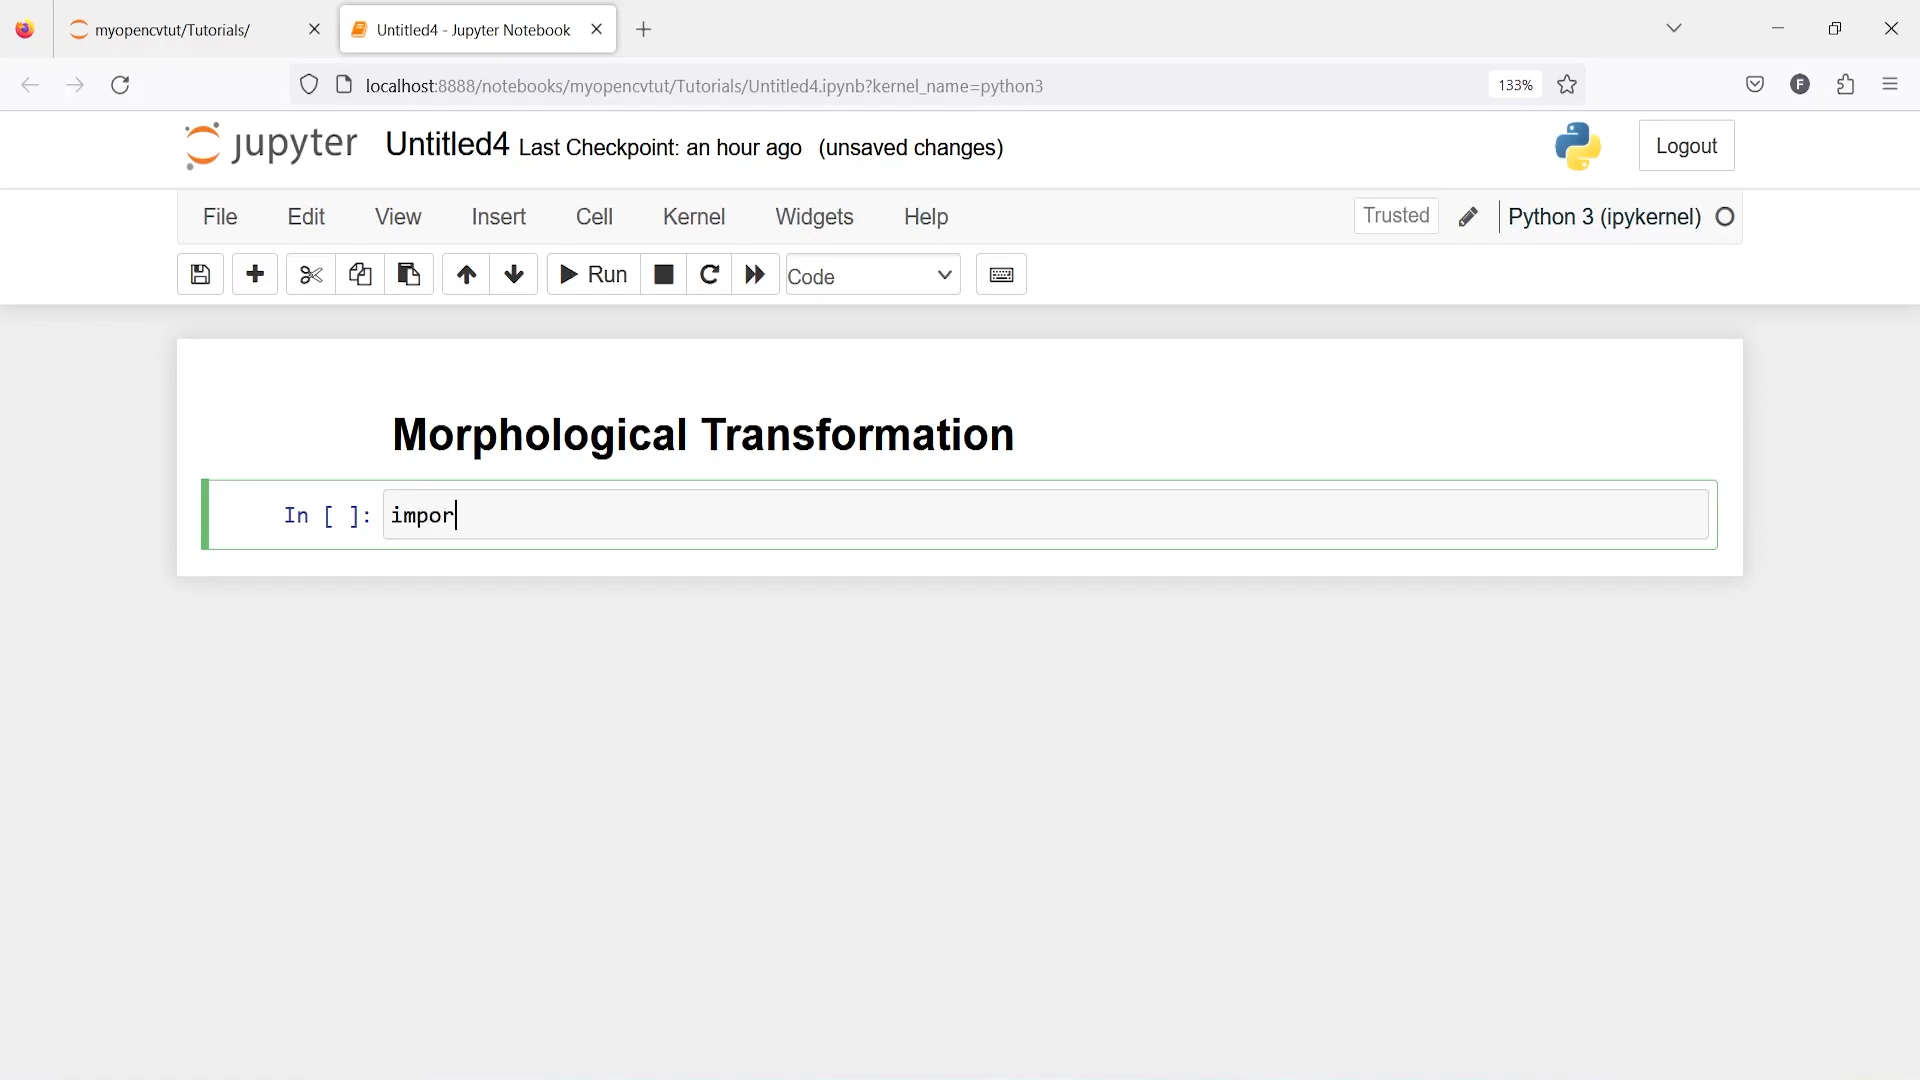 myopencvtut/Tutorials/
Untitled4 - Jupyter Notebook
localhost:8888/notebooks/myopencvtut/Tutorials/Untitled4.ipynb?kernel_name=python3
133%
F
jupyter Untitled4 Last Checkpoint: an hour ago (unsaved changes)
Logout
File Edit View Insert Cell Kernel Widgets Help
Trusted
Python 3 (ipykernel)
Run
Code
Morphological Transformation
In [ ]: impor